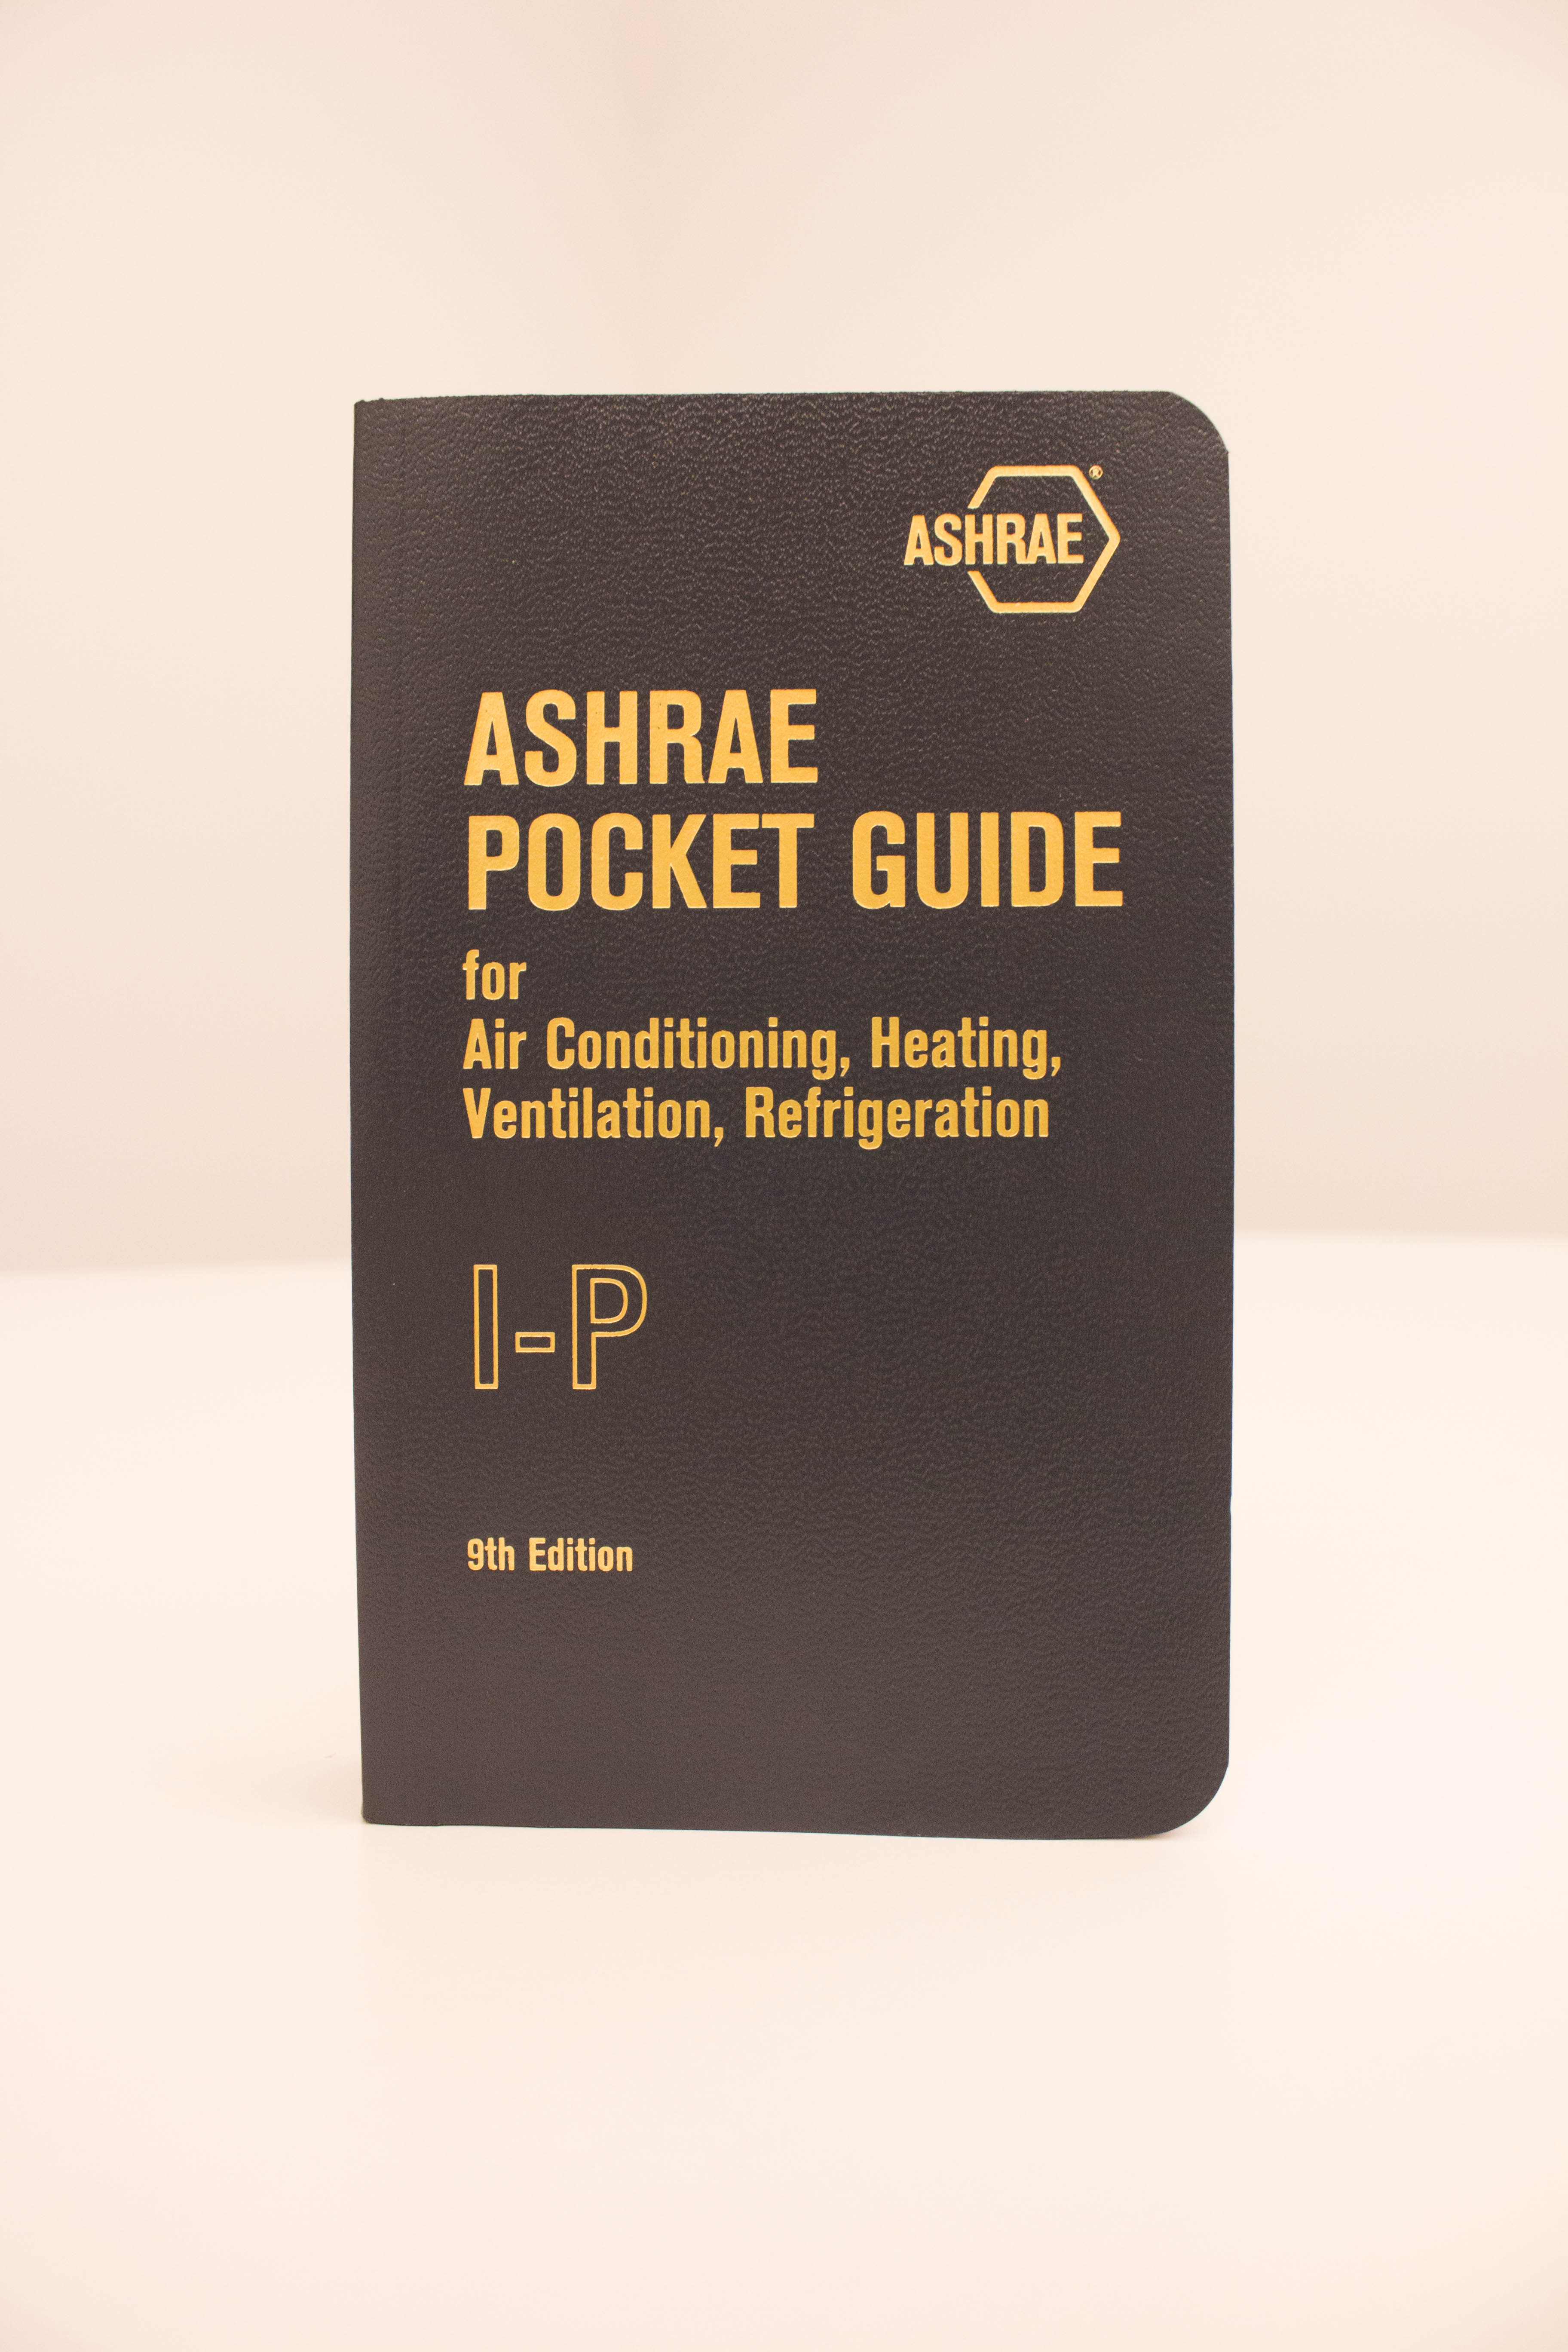 ASHRAE®
ASHRAE
POCKET GUIDE
for
Air Conditioning, Heating,
Ventilation, Refrigeration
I-P
9th Edition